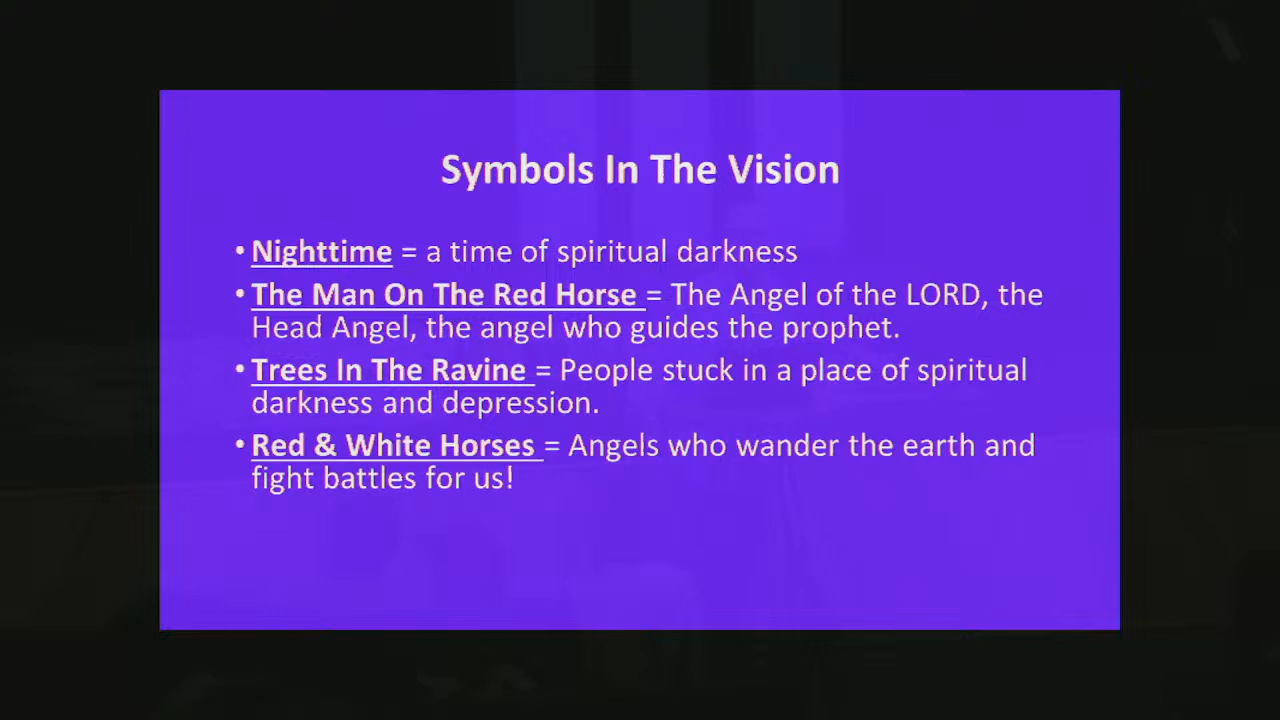 Symbols In The Vision
• Nighttime = a time of spiritual darkness
• The Man On The Red Horse = The Angel of the LORD, the
Head Angel, the angel who guides the prophet.
• Trees In The Ravine = People stuck in a place of spiritual
darkness and depression.
• Red & White Horses = Angels who wander the earth and
fight battles for us!